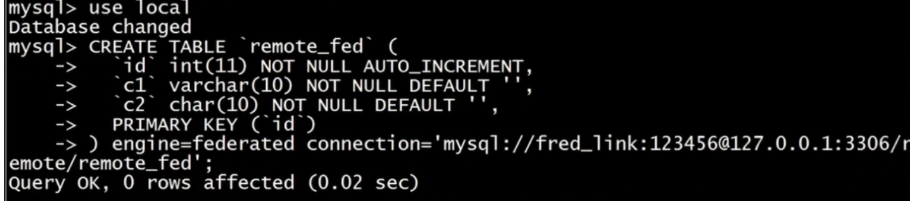 mysql> use local
Database changed
mysql> CREATE TABLE `remote_fed` (
    ->   `id` int(11) NOT NULL AUTO_INCREMENT,
    ->   `c1` varchar(10) NOT NULL DEFAULT '',
    ->   `c2` char(10) NOT NULL DEFAULT '',
    ->   PRIMARY KEY (`id`)
    -> ) engine=federated connection='mysql://fred_link:123456@127.0.0.1:3306/r
emote/remote_fed';
Query OK, 0 rows affected (0.02 sec)